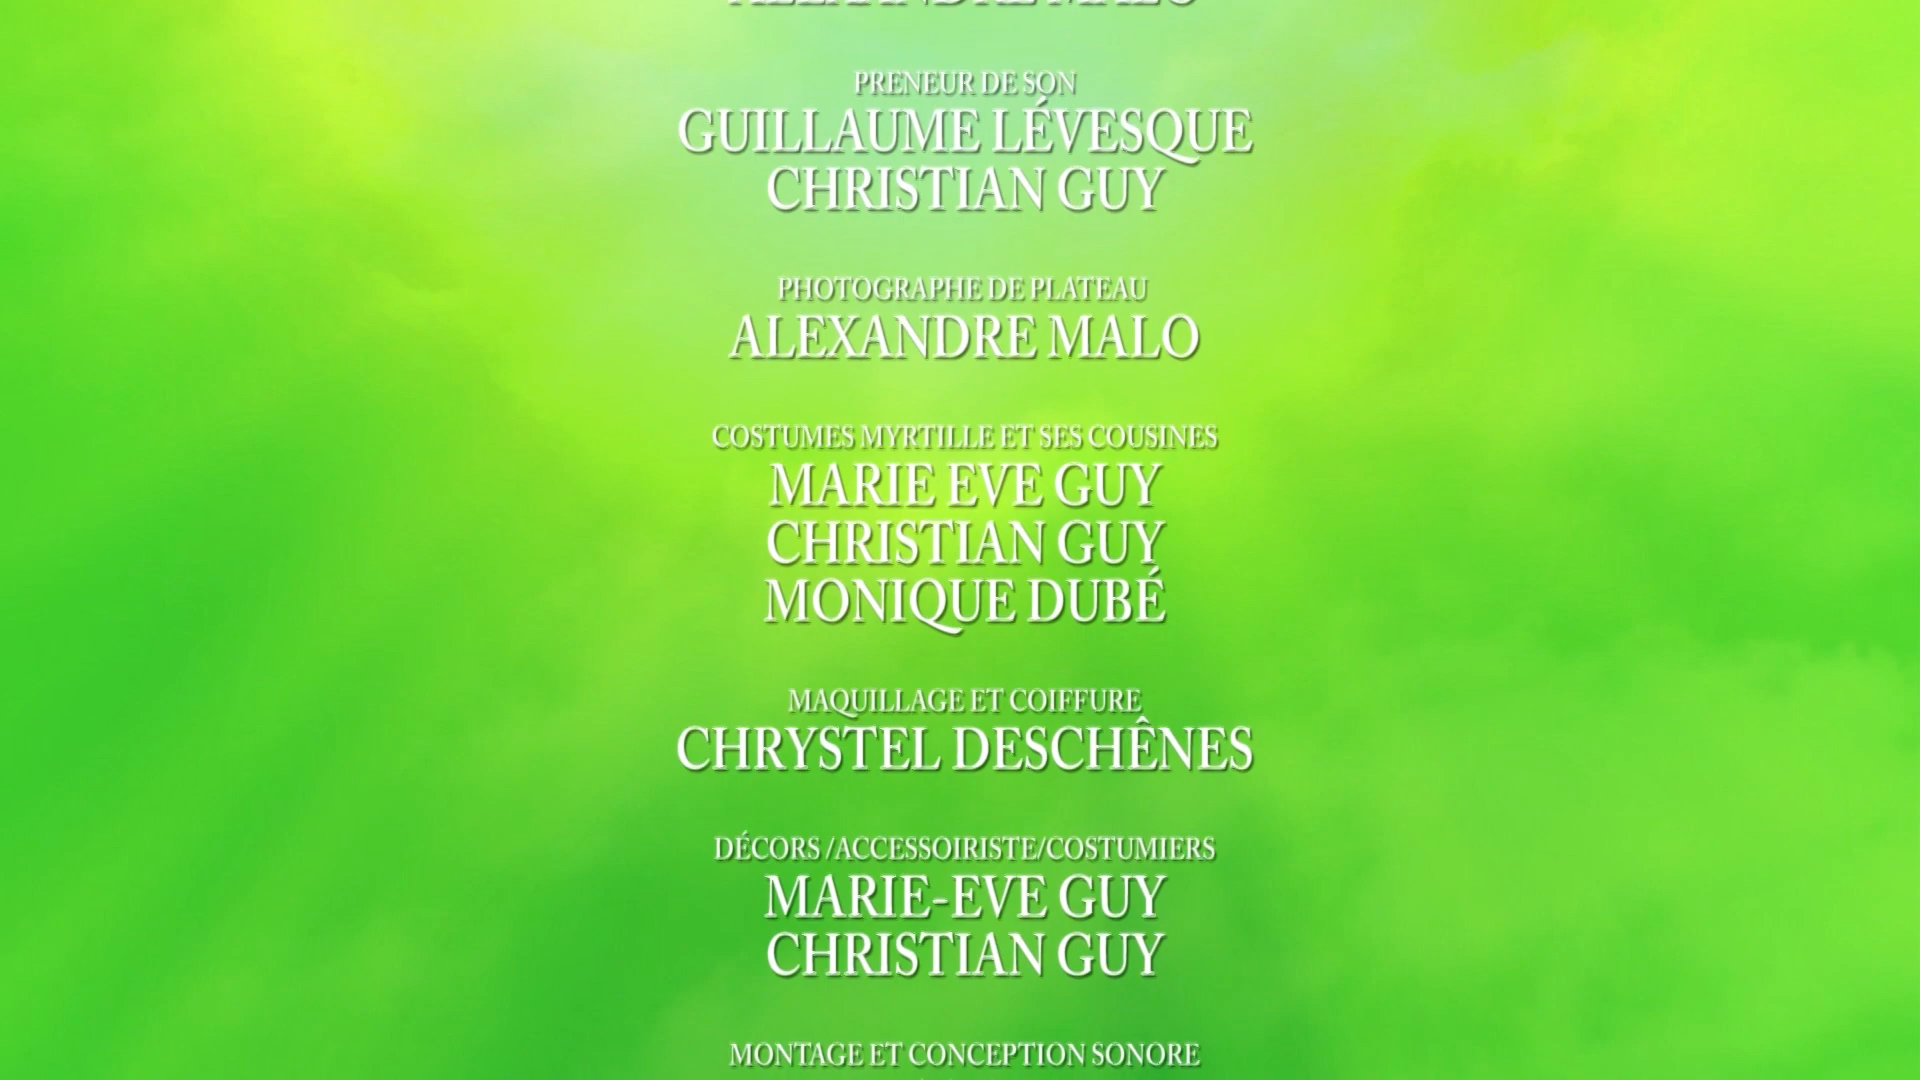 ALEXANDRE MALO
PRENEUR DE SON
GUILLAUME LÉVESQUE
CHRISTIAN GUY
PHOTOGRAPHE DE PLATEAU
ALEXANDRE MALO
COSTUMES MYRTILLE ET SES COUSINES
MARIE EVE GUY
CHRISTIAN GUY
MONIQUE DUBÉ
MAQUILLAGE ET COIFFURE
CHRYSTEL DESCHÊNES
DÉCORS /ACCESSOIRISTE/COSTUMIERS
MARIE-EVE GUY
CHRISTIAN GUY
MONTAGE ET CONCEPTION SONORE